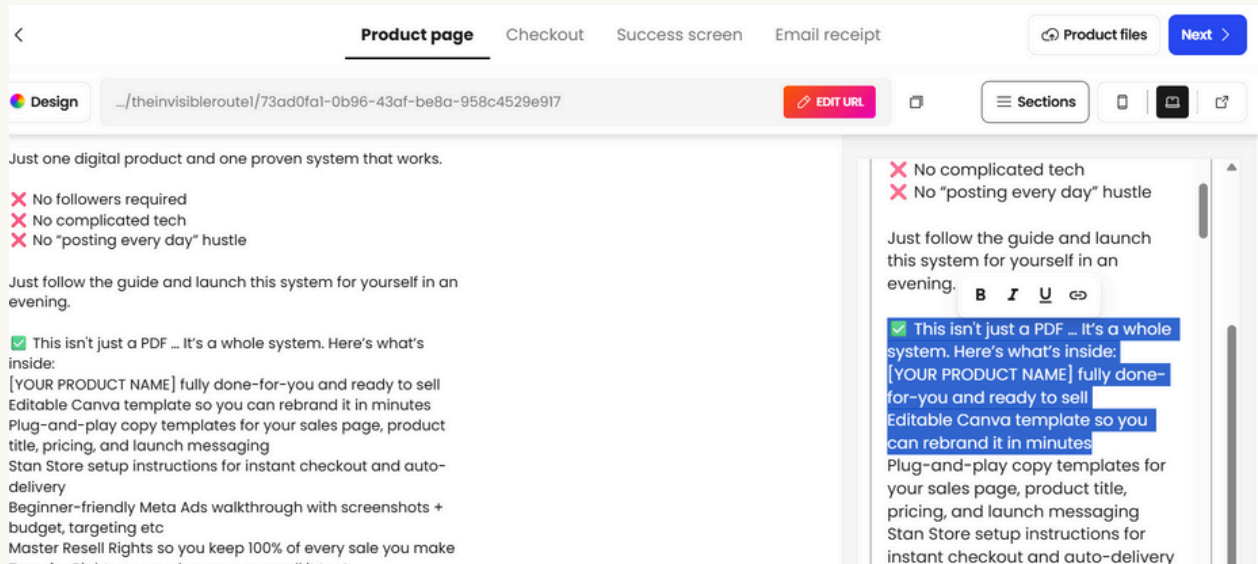 Product page Checkout Success screen Email receipt Product files Next
Design …/theinvisibleroute1/73ad0fa1-0b96-43af-be8a-958c4529e917 EDIT URL Sections
Just one digital product and one proven system that works.
❌ No followers required
❌ No complicated tech
❌ No “posting every day” hustle
Just follow the guide and launch this system for yourself in an
evening.
✅ This isn't just a PDF … It’s a whole system. Here’s what’s
inside:
[YOUR PRODUCT NAME] fully done-for-you and ready to sell
Editable Canva template so you can rebrand it in minutes
Plug-and-play copy templates for your sales page, product
title, pricing, and launch messaging
Stan Store setup instructions for instant checkout and auto-
delivery
Beginner-friendly Meta Ads walkthrough with screenshots +
budget, targeting etc
Master Resell Rights so you keep 100% of every sale you make
❌ No complicated tech
❌ No “posting every day” hustle
Just follow the guide and launch
this system for yourself in an
evening.
B I U
✅ This isn't just a PDF … It’s a whole
system. Here’s what’s inside:
[YOUR PRODUCT NAME] fully done-
for-you and ready to sell
Editable Canva template so you
can rebrand it in minutes
Plug-and-play copy templates for
your sales page, product title,
pricing, and launch messaging
Stan Store setup instructions for
instant checkout and auto-delivery